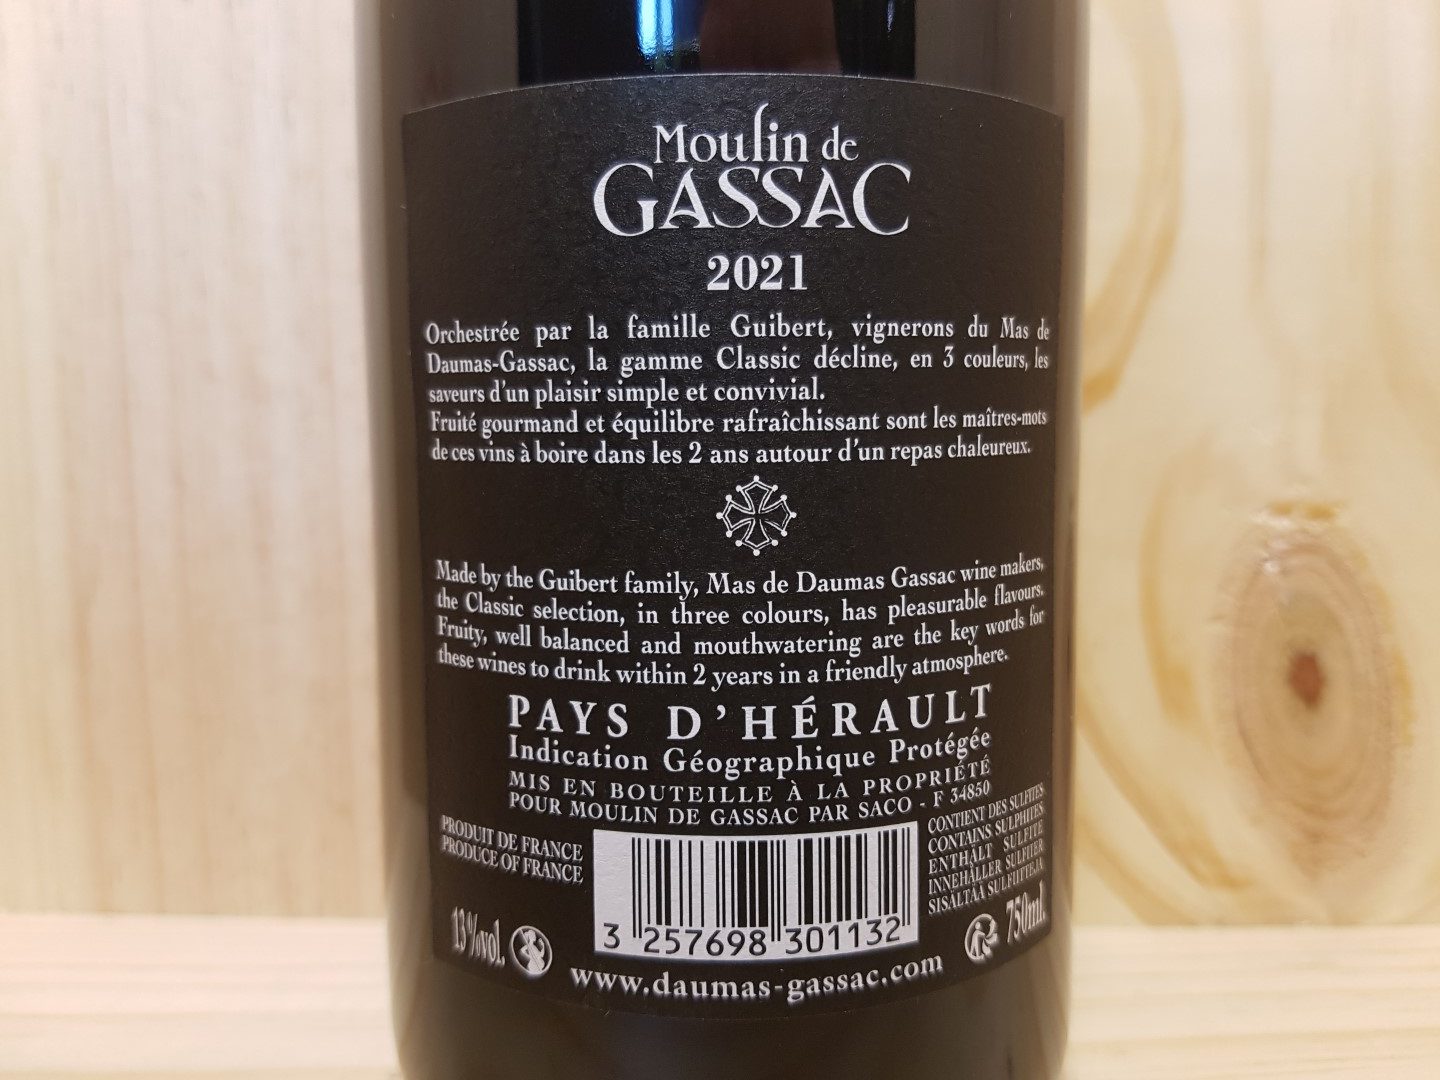 Moulin de
GASSAC
2021
Orchestrée par la famille Guibert, vignerons du Mas de
Daumas-Gassac, la gamme Classic décline, en 3 couleurs, les
saveurs d'un plaisir simple et convivial.
Fruité gourmand et équilibre rafraîchissant sont les maîtres-mots
de ces vins à boire dans les 2 ans autour d'un repas chaleureux.
Made by the Guibert family, Mas de Daumas Gassac wine makers,
the Classic selection, in three colours, has pleasurable flavours.
Fruity, well balanced and mouthwatering are the key words for
these wines to drink within 2 years in a friendly atmosphere.
PAYS D'HÉRAULT
Indication Géographique Protégée
MIS EN BOUTEILLE À LA PROPRIÉTÉ
POUR MOULIN DE GASSAC PAR SACO - F 34850
PRODUIT DE FRANCE
PRODUCE OF FRANCE
CONTIENT DES SULFITES
CONTAINS SULPHITES
ENTHÄLT SULFITE
INNEHÅLLER SULFITER
SISÄLTÄÄ SULFIITTEJA
13%vol.
3 257698 301132
750ml.
www.daumas-gassac.com